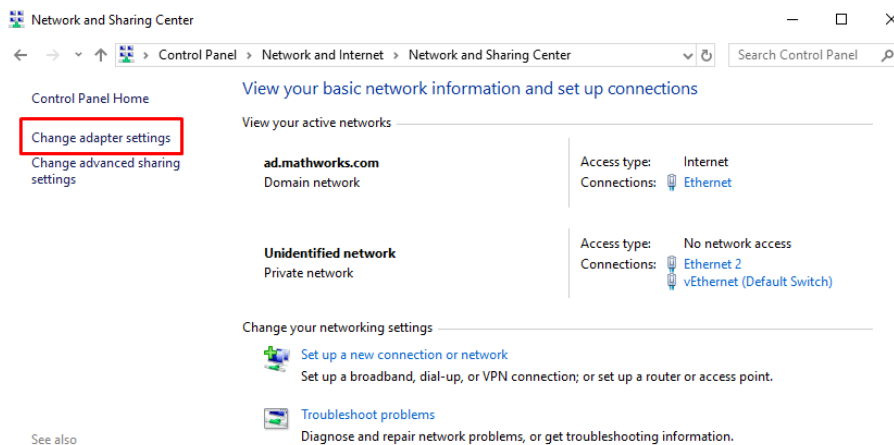 Network and Sharing Center
Control Panel > Network and Internet > Network and Sharing Center
Search Control Panel
Control Panel Home
Change adapter settings
Change advanced sharing
settings
See also
View your basic network information and set up connections
View your active networks
ad.mathworks.com
Domain network
Access type: Internet
Connections: Ethernet
Unidentified network
Private network
Access type: No network access
Connections: Ethernet 2
vEthernet (Default Switch)
Change your networking settings
Set up a new connection or network
Set up a broadband, dial-up, or VPN connection; or set up a router or access point.
Troubleshoot problems
Diagnose and repair network problems, or get troubleshooting information.